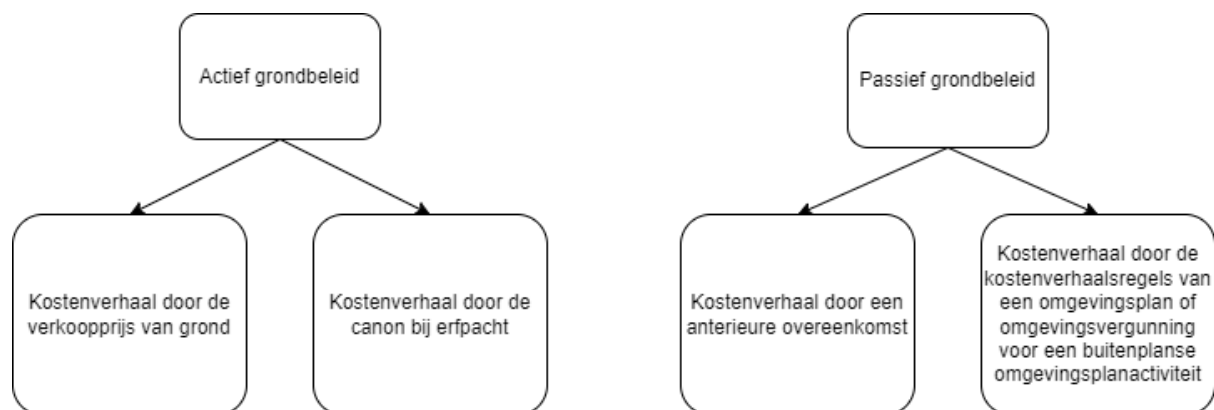 Actief grondbeleid
Passief grondbeleid
Kostenverhaal door de
verkoopprijs van grond
Kostenverhaal door de
canon bij erfpacht
Kostenverhaal door een
anterieure overeenkomst
Kostenverhaal door de
kostenverhaalsregels van
een omgevingsplan of
omgevingsvergunning
voor een buitenplanse
omgevingsplanactiviteit